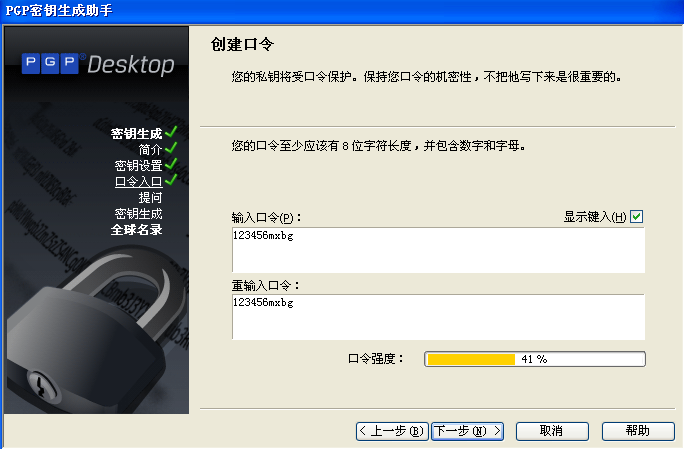 PGP密钥生成助手
PGP® Desktop
密钥生成
简介
密钥设置
口令入口
提问
密钥生成
全球名录
创建口令
您的私钥将受口令保护。保持您口令的机密性，不把他写下来是很重要的。
您的口令至少应该有 8 位字符长度，并包含数字和字母。
输入口令(P)：
显示键入(H)
123456mxbg
重输入口令：
123456mxbg
口令强度：
41 %
< 上一步(B)
下一步(N) >
取消
帮助